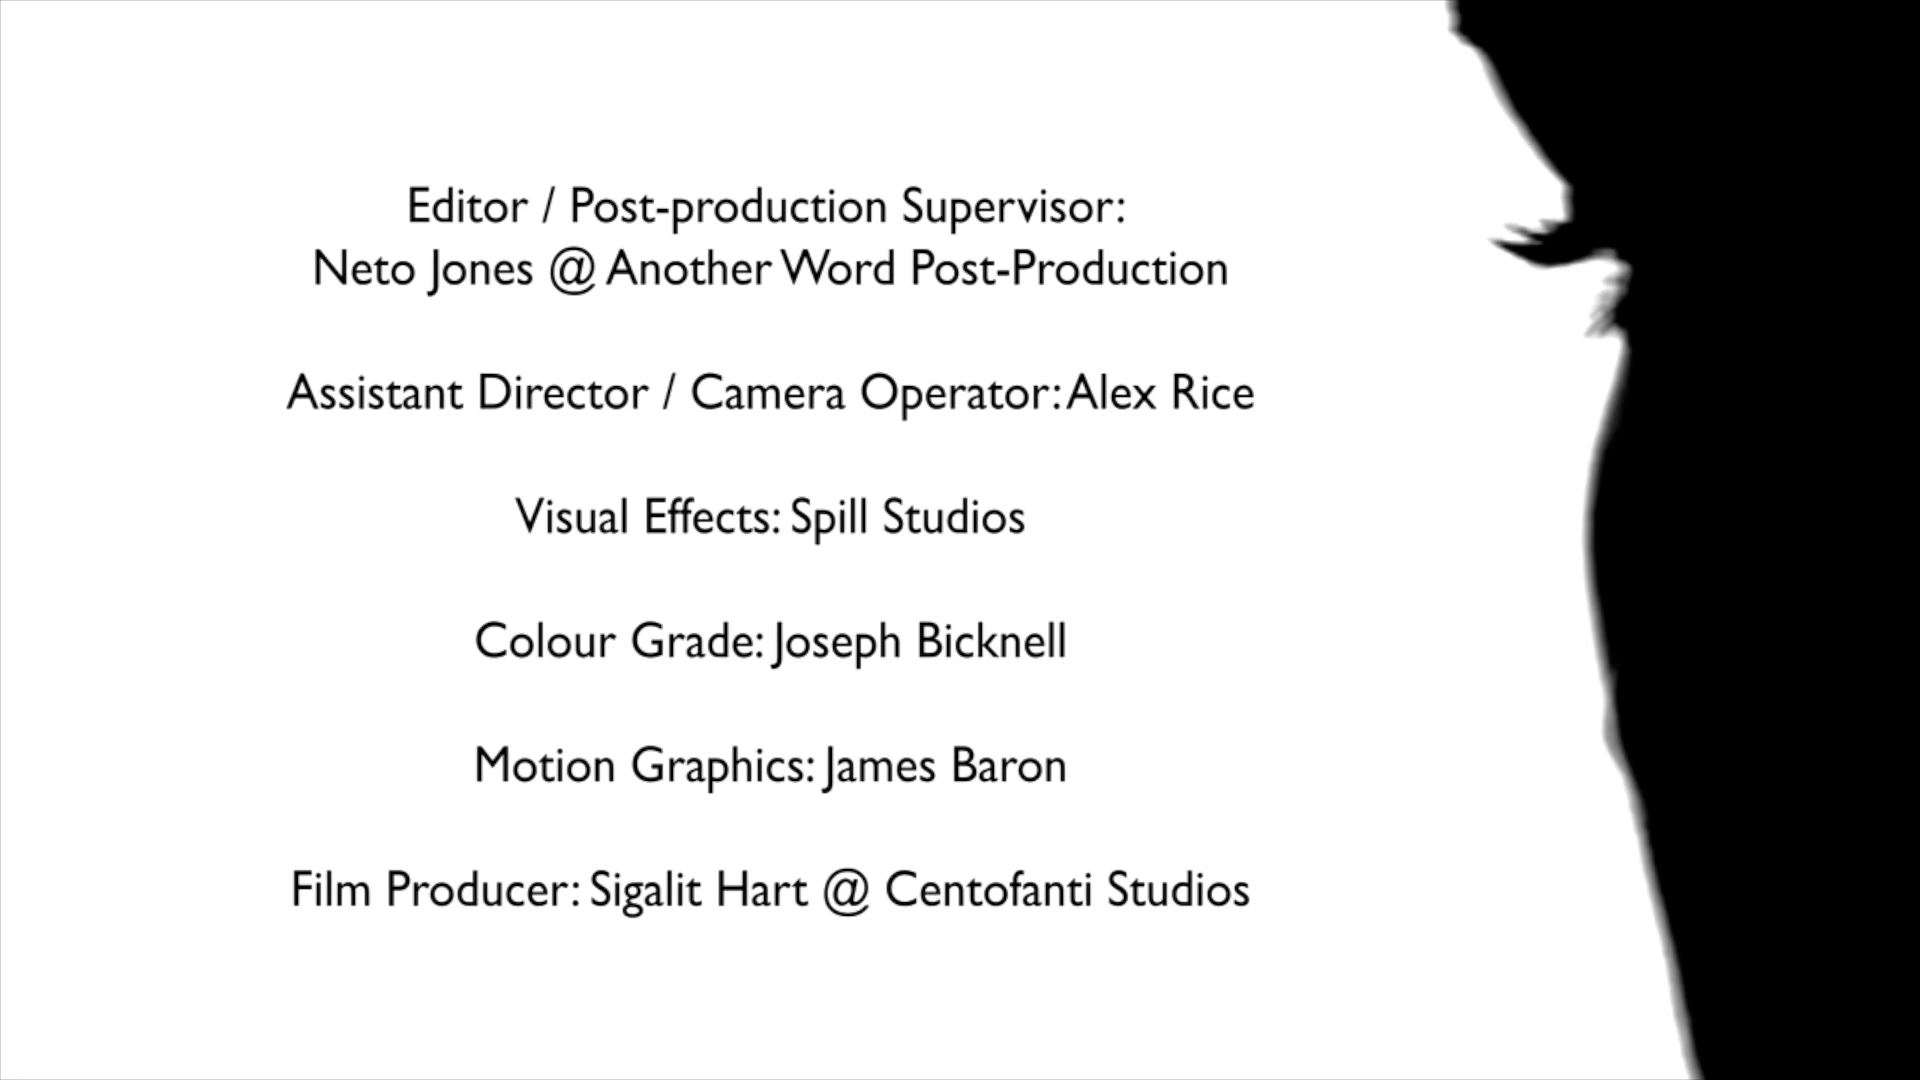 Editor / Post-production Supervisor:
Neto Jones @ Another Word Post-Production
Assistant Director / Camera Operator: Alex Rice
Visual Effects: Spill Studios
Colour Grade: Joseph Bicknell
Motion Graphics: James Baron
Film Producer: Sigalit Hart @ Centofanti Studios